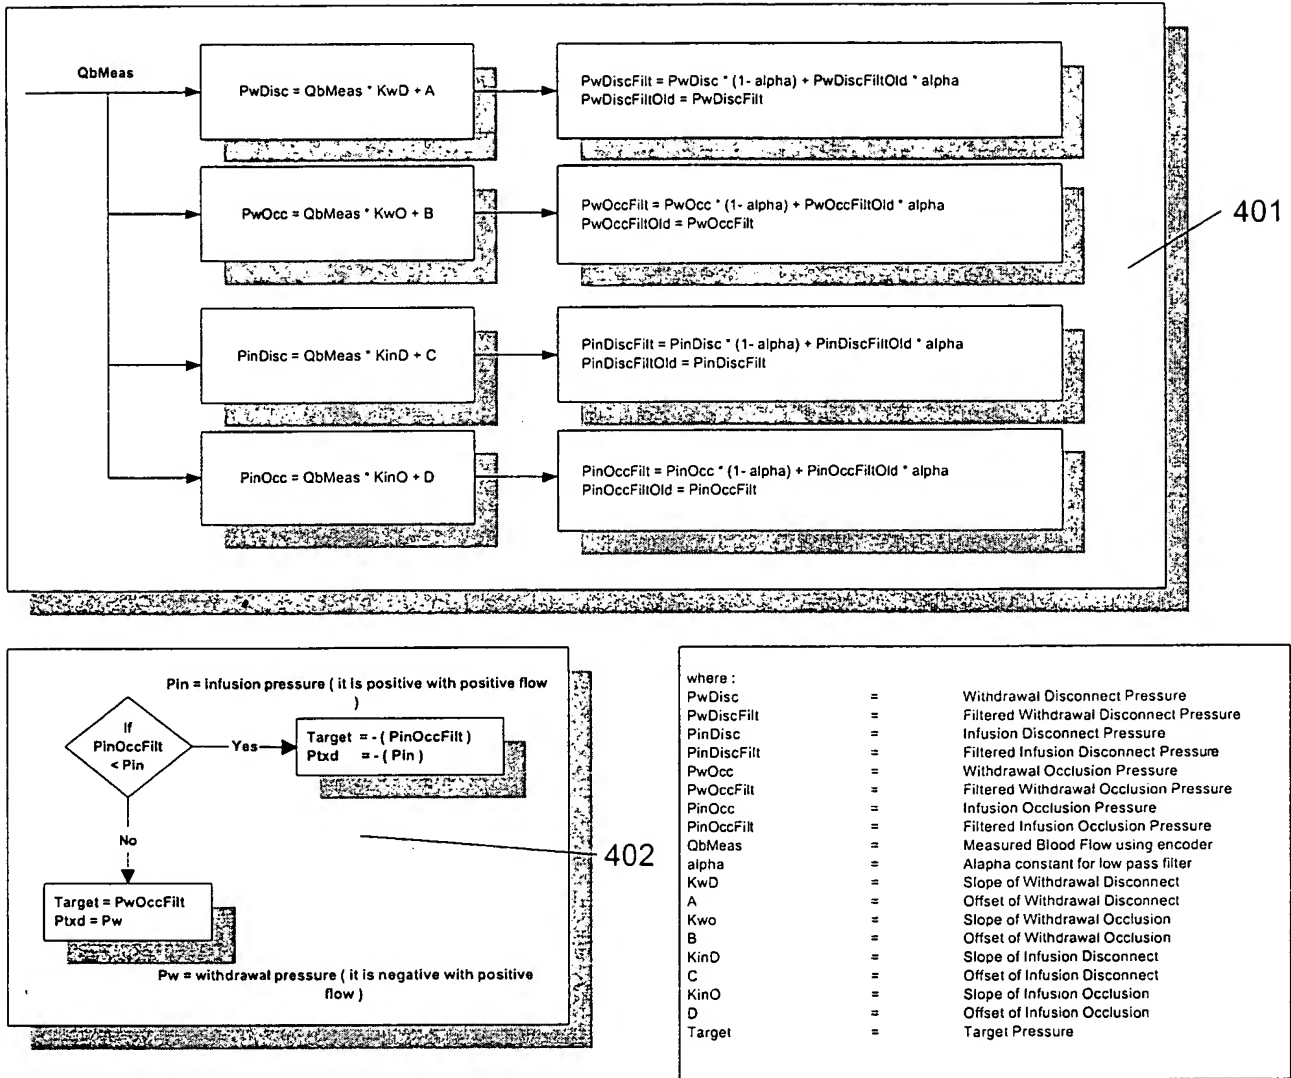 QbMeas
PwDisc = QbMeas * KwD + A
PwDiscFilt = PwDisc * (1- alpha) + PwDiscFiltOld * alpha
PwDiscFiltOld = PwDiscFilt
PwOcc = QbMeas * KwO + B
PwOccFilt = PwOcc * (1- alpha) + PwOccFiltOld * alpha
PwOccFiltOld = PwOccFilt
401
PinDisc = QbMeas * KinD + C
PinDiscFilt = PinDisc * (1- alpha) + PinDiscFiltOld * alpha
PinDiscFiltOld = PinDiscFilt
PinOcc = QbMeas * KinO + D
PinOccFilt = PinOcc * (1- alpha) + PinOccFiltOld * alpha
PinOccFiltOld = PinOccFilt
Pin = infusion pressure ( it is positive with positive flow
)
If
PinOccFilt
< Pin
Yes
Target = - ( PinOccFilt )
Ptxd = - ( Pin )
No
402
Target = PwOccFilt
Ptxd = Pw
Pw = withdrawal pressure ( it is negative with positive
flow )
where :
PwDisc = Withdrawal Disconnect Pressure
PwDiscFilt = Filtered Withdrawal Disconnect Pressure
PinDisc = Infusion Disconnect Pressure
PinDiscFilt = Filtered Infusion Disconnect Pressure
PwOcc = Withdrawal Occlusion Pressure
PwOccFilt = Filtered Withdrawal Occlusion Pressure
PinOcc = Infusion Occlusion Pressure
PinOccFilt = Filtered Infusion Occlusion Pressure
QbMeas = Measured Blood Flow using encoder
alpha = Alapha constant for low pass filter
KwD = Slope of Withdrawal Disconnect
A = Offset of Withdrawal Disconnect
Kwo = Slope of Withdrawal Occlusion
B = Offset of Withdrawal Occlusion
KinD = Slope of Infusion Disconnect
C = Offset of Infusion Disconnect
KinO = Slope of Infusion Occlusion
D = Offset of Infusion Occlusion
Target = Target Pressure